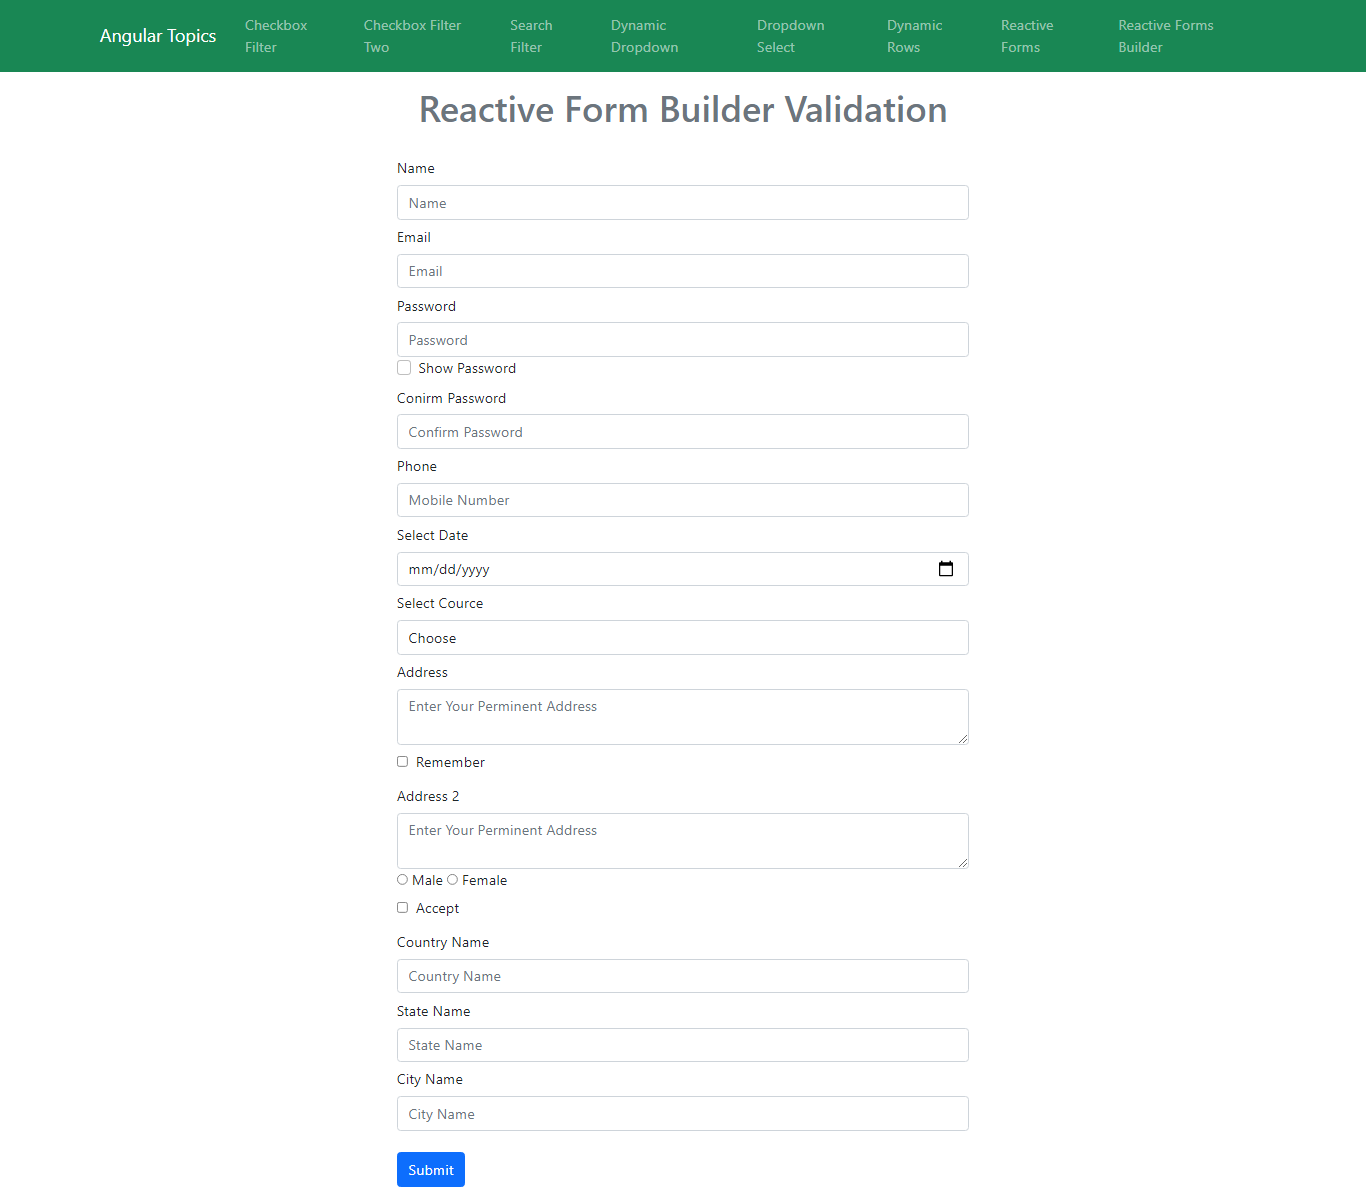 Angular Topics
Checkbox Filter
Checkbox Filter Two
Search Filter
Dynamic Dropdown
Dropdown Select
Dynamic Rows
Reactive Forms
Reactive Forms Builder
Reactive Form Builder Validation
Name
Name
Email
Email
Password
Password
Show Password
Conirm Password
Confirm Password
Phone
Mobile Number
Select Date
mm/dd/yyyy
Select Cource
Choose
Address
Enter Your Perminent Address
Remember
Address 2
Enter Your Perminent Address
Male Female
Accept
Country Name
Country Name
State Name
State Name
City Name
City Name
Submit